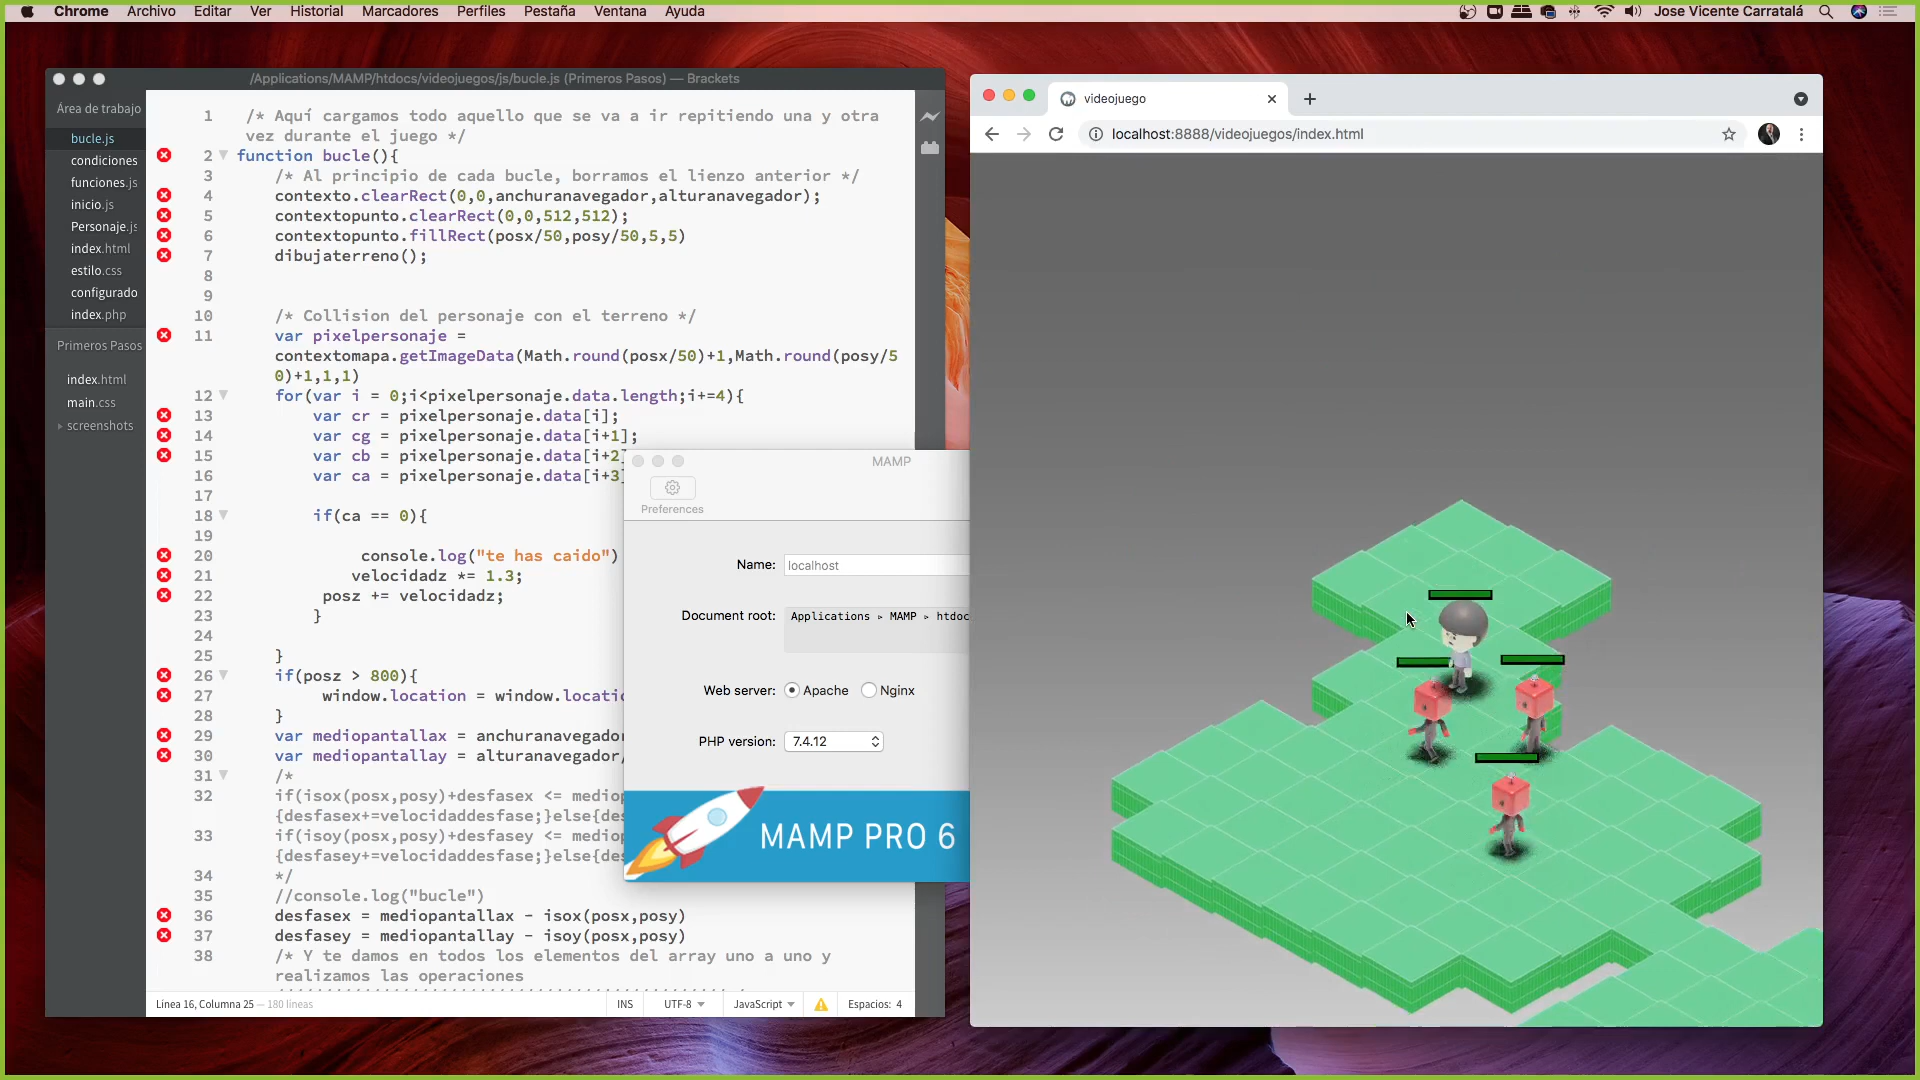 Chrome Archivo Editar Ver Historial Marcadores Perfiles Pestaña Ventana Ayuda
Jose Vicente Carratalá
/Applications/MAMP/htdocs/videojuegos/js/bucle.js (Primeros Pasos) — Brackets
Área de trabajo
bucle.js
condiciones
funciones.js
inicio.js
Personaje.js
index.html
estilo.css
configurado
index.php
Primeros Pasos
index.html
main.css
screenshots
1 /* Aquí cargamos todo aquello que se va a ir repitiendo una y otra
vez durante el juego */
2 function bucle(){
3 /* Al principio de cada bucle, borramos el lienzo anterior */
4 contexto.clearRect(0,0,anchuranavegador,alturanavegador);
5 contextopunto.clearRect(0,0,512,512);
6 contextopunto.fillRect(posx/50,posy/50,5,5)
7 dibujaterreno();
8
9
10 /* Collision del personaje con el terreno */
11 var pixelpersonaje =
contextomapa.getImageData(Math.round(posx/50)+1,Math.round(posy/5
0)+1,1,1)
12 for(var i = 0;i<pixelpersonaje.data.length;i+=4){
13 var cr = pixelpersonaje.data[i];
14 var cg = pixelpersonaje.data[i+1];
15 var cb = pixelpersonaje.data[i+2]
16 var ca = pixelpersonaje.data[i+3]
17
18 if(ca == 0){
19
20 console.log("te has caido")
21 velocidadz *= 1.3;
22 posz += velocidadz;
23 }
24
25 }
26 if(posz > 800){
27 window.location = window.locatio
28 }
29 var mediopantallax = anchuranavegador
30 var mediopantallay = alturanavegador/
31 /*
32 if(isox(posx,posy)+desfasex <= mediop
{desfasex+=velocidaddesfase;}else{des
33 if(isoy(posx,posy)+desfasey <= mediop
{desfasey+=velocidaddesfase;}else{des
34 */
35 //console.log("bucle")
36 desfasex = mediopantallax - isox(posx,posy)
37 desfasey = mediopantallay - isoy(posx,posy)
38 /* Y te damos en todos los elementos del array uno a uno y
realizamos las operaciones
Línea 16, Columna 25 — 180 líneas
INS UTF-8 JavaScript Espacios: 4
MAMP
Preferences
Name: localhost
Document root: Applications ▸ MAMP ▸ htdoc
Web server: Apache Nginx
PHP version: 7.4.12
MAMP PRO 6
videojuego
localhost:8888/videojuegos/index.html